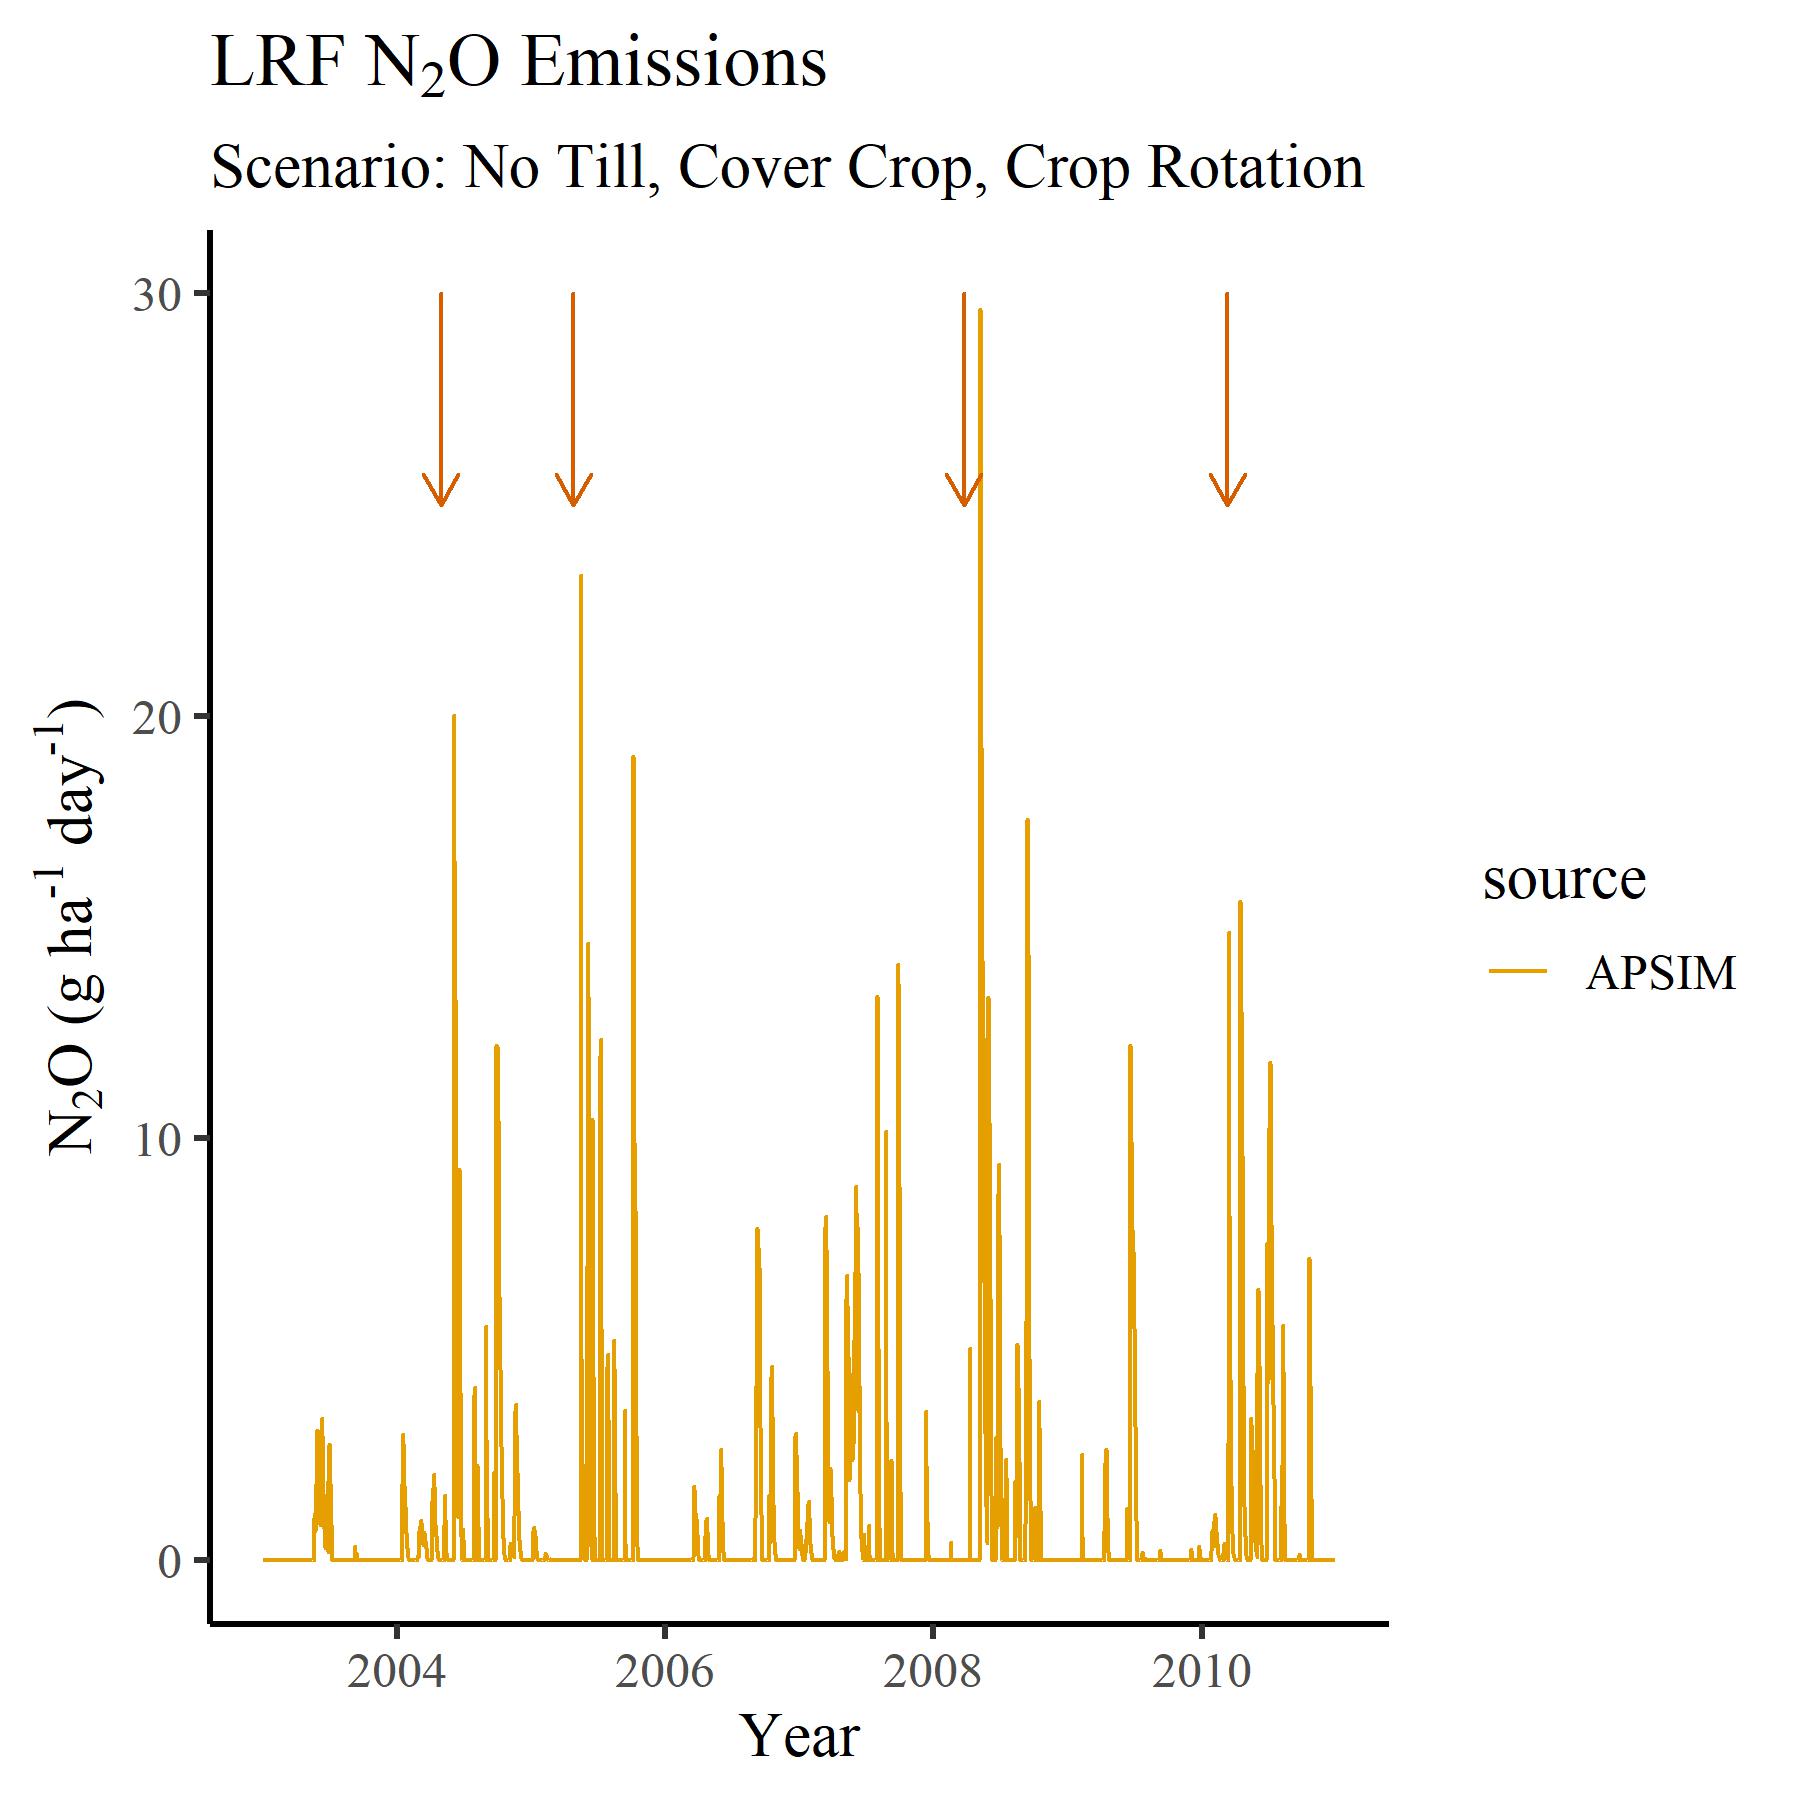 LRF N₂O Emissions
Scenario: No Till, Cover Crop, Crop Rotation
N₂O (g ha⁻¹ day⁻¹)
30
20
10
0
2004 2006 2008 2010
Year
source
APSIM